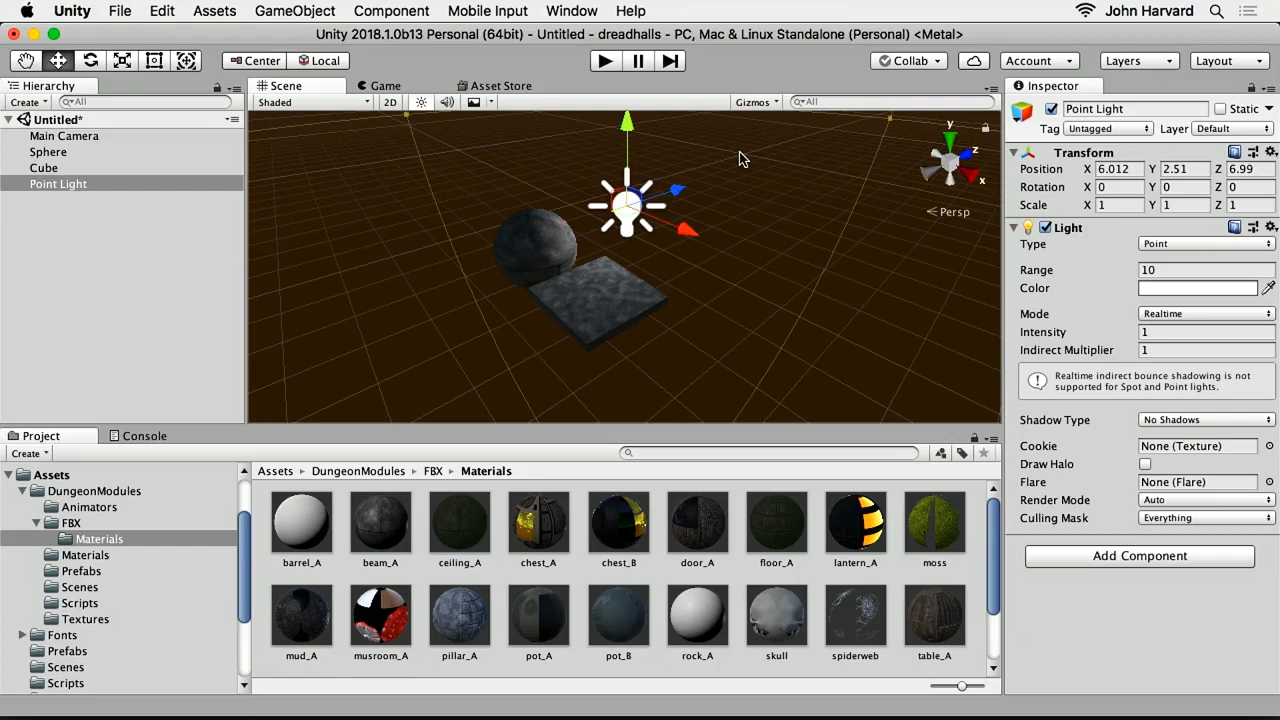 Unity File Edit Assets GameObject Component Mobile Input Window Help John Harvard
Unity 2018.1.0b13 Personal (64bit) - Untitled - dreadhalls - PC, Mac & Linux Standalone (Personal) <Metal>
Center Local Collab Account Layers Layout
Hierarchy
Create All
Untitled*
Main Camera
Sphere
Cube
Point Light
Scene Game Asset Store
Shaded 2D Gizmos All
y
z
x
Persp
Inspector
Point Light Static
Tag Untagged Layer Default
Transform
Position X 6.012 Y 2.51 Z 6.99
Rotation X 0 Y 0 Z 0
Scale X 1 Y 1 Z 1
Light
Type Point
Range 10
Color
Mode Realtime
Intensity 1
Indirect Multiplier 1
Realtime indirect bounce shadowing is not
supported for Spot and Point lights.
Shadow Type No Shadows
Cookie None (Texture)
Draw Halo
Flare None (Flare)
Render Mode Auto
Culling Mask Everything
Add Component
Project Console
Create
Assets
DungeonModules
Animators
FBX
Materials
Materials
Prefabs
Scenes
Scripts
Textures
Fonts
Prefabs
Scenes
Scripts
Assets DungeonModules FBX Materials
barrel_A beam_A ceiling_A chest_A chest_B door_A floor_A lantern_A moss
mud_A musroom_A pillar_A pot_A pot_B rock_A skull spiderweb table_A